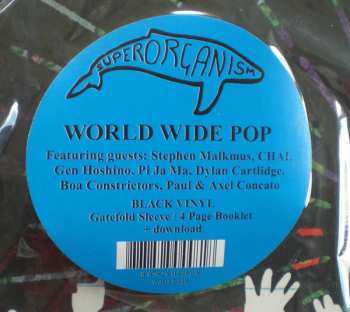 SUPERORGANISM
WORLD WIDE POP
Featuring guests: Stephen Malkmus, CHAI,
Gen Hoshino, Pi Ja Ma, Dylan Cartlidge,
Boa Constrictors, Paul & Axel Concato
BLACK VINYL
Gatefold Sleeve / 4 Page Booklet
+ download